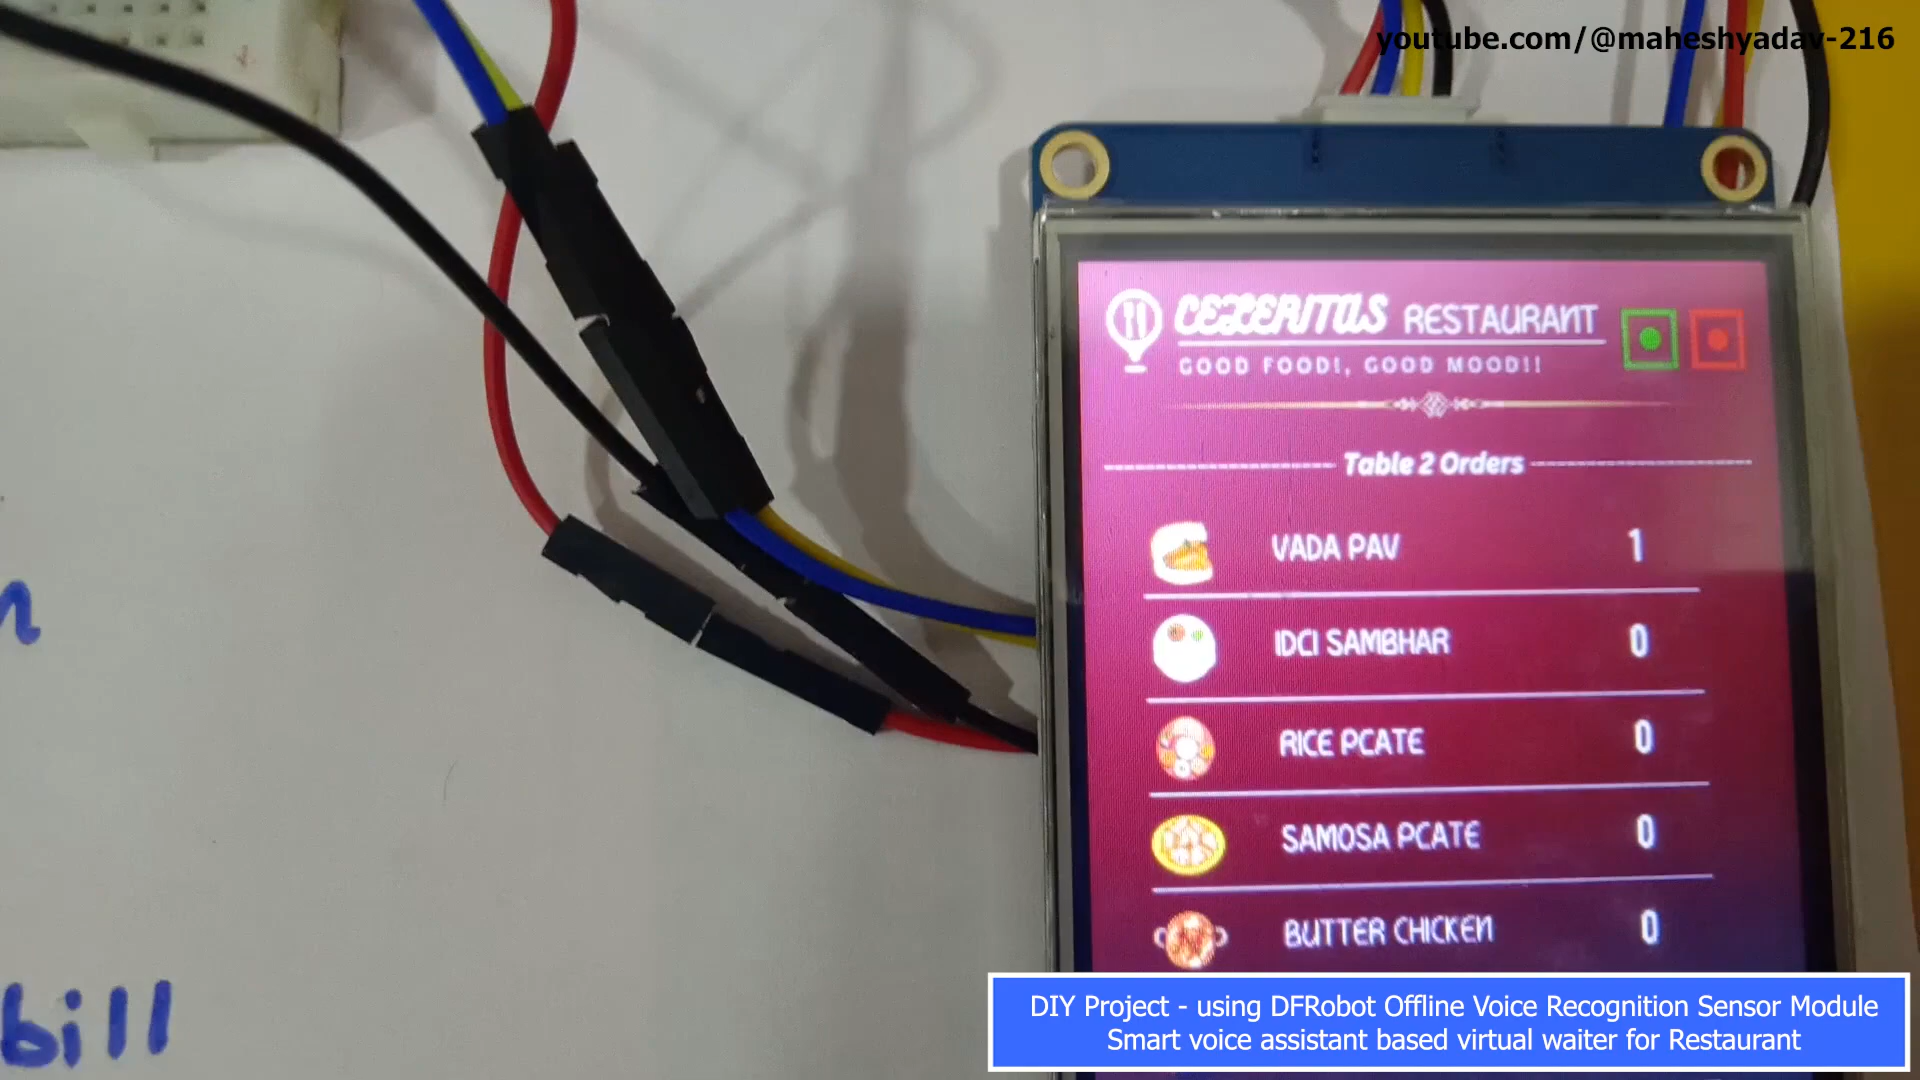 youtube.com/@maheshyadav-216
CELERITAS RESTAURANT
GOOD FOOD!, GOOD MOOD!!
Table 2 Orders
VADA PAV 1
IDLI SAMBHAR 0
RICE PLATE 0
SAMOSA PLATE 0
BUTTER CHICKEN 0
bill
DIY Project - using DFRobot Offline Voice Recognition Sensor Module
Smart voice assistant based virtual waiter for Restaurant